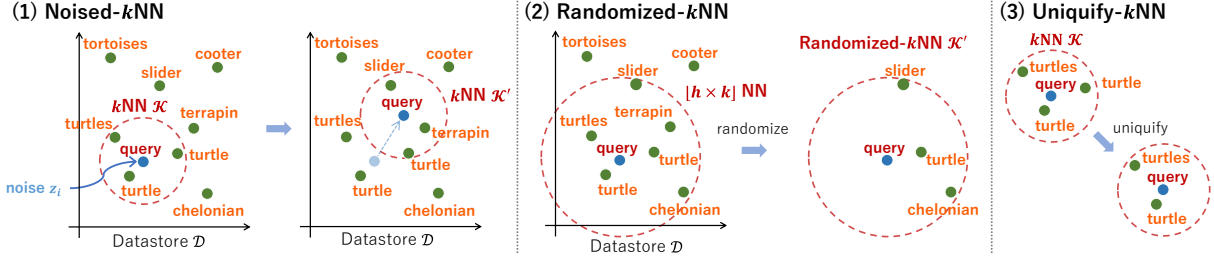 (1) Noised-kNN
tortoises
cooter
slider
kNN 𝒦
turtles
terrapin
query
turtle
noise z_i
turtle
chelonian
Datastore 𝒟
tortoises
cooter
slider
query
kNN 𝒦′
turtles
terrapin
turtle
turtle
chelonian
(2) Randomized-kNN
tortoises
cooter
slider
⌊h × k⌋ NN
terrapin
turtles
query
turtle
turtle
chelonian
Datastore 𝒟
randomize
Randomized-kNN 𝒦′
slider
query
turtle
chelonian
(3) Uniquify-kNN
kNN 𝒦
turtles
query
turtle
turtle
uniquify
turtles
query
turtle